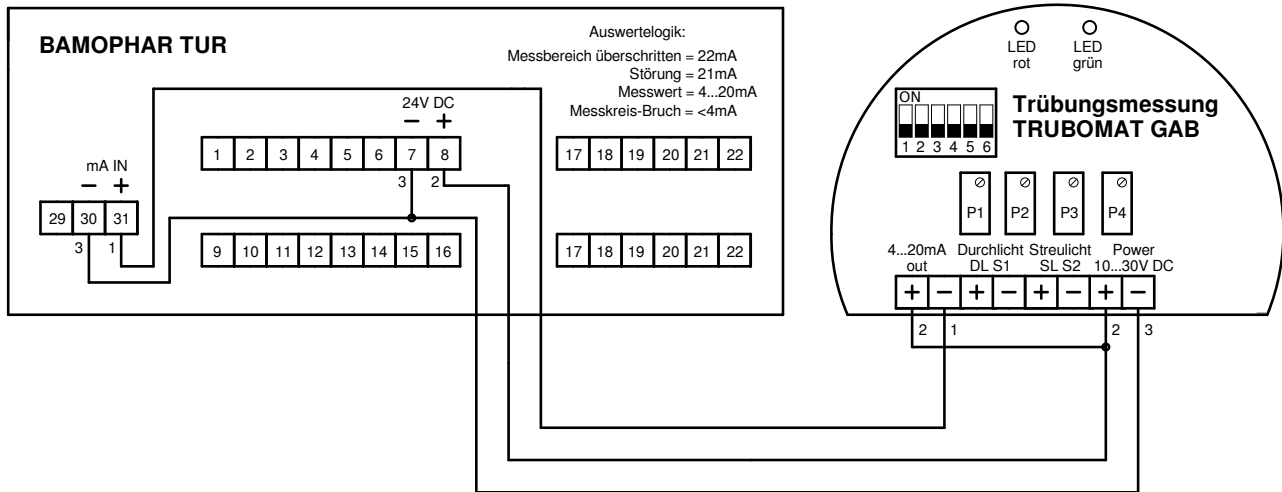 BAMOPHAR TUR
Auswertelogik:
Messbereich überschritten = 22mA
Störung = 21mA
Messwert = 4...20mA
Messkreis-Bruch = <4mA
24V DC
− +
1 2 3 4 5 6 7 8
3 2
17 18 19 20 21 22
mA IN
− +
29 30 31
3 1
9 10 11 12 13 14 15 16
17 18 19 20 21 22
LED rot
LED grün
ON
1 2 3 4 5 6
Trübungsmessung
TRUBOMAT GAB
P1 P2 P3 P4
4...20mA out
Durchlicht DL S1
Streulicht SL S2
Power 10...30V DC
+ − + − + − + −
2 1 2 3